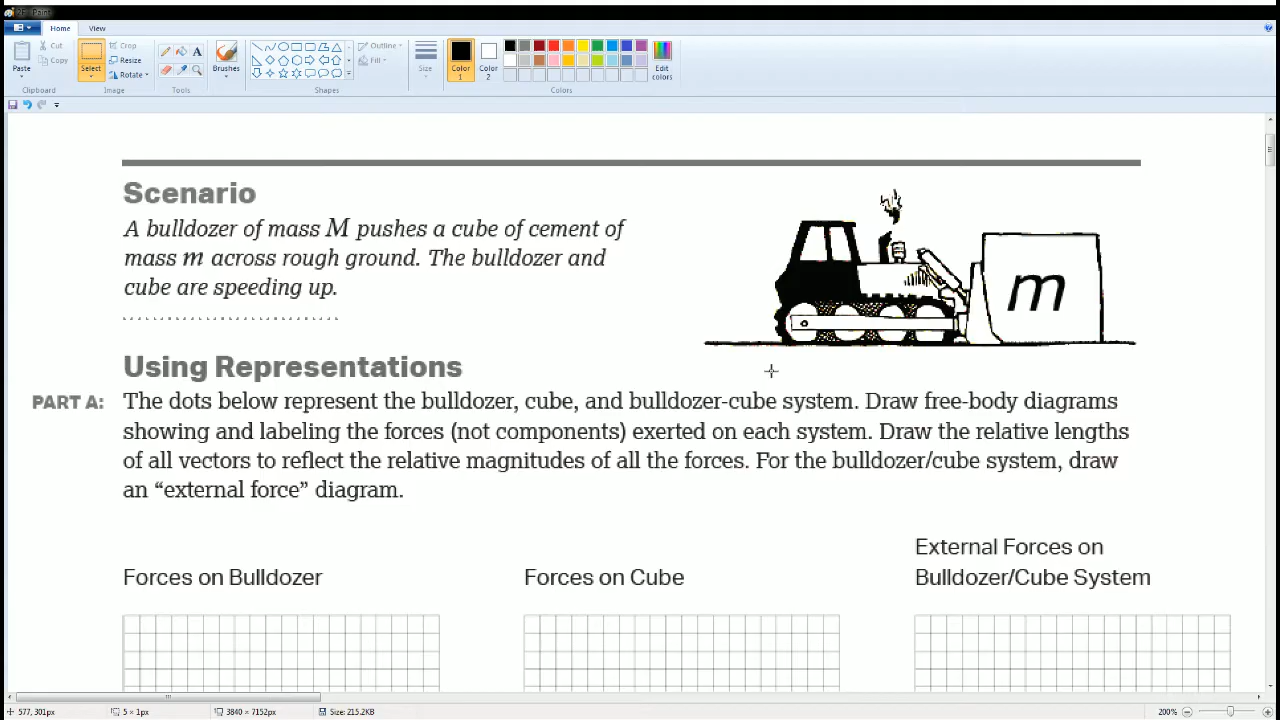 2E - Paint
Home View
Cut
Copy
Paste
Clipboard
Select
Crop
Resize
Rotate
Image
A
Tools
Brushes
Outline
Fill
Shapes
Size
Color 1
Color 2
Edit colors
Colors
Scenario
A bulldozer of mass M pushes a cube of cement of
mass m across rough ground. The bulldozer and
cube are speeding up.
m
Using Representations
PART A: The dots below represent the bulldozer, cube, and bulldozer-cube system. Draw free-body diagrams
showing and labeling the forces (not components) exerted on each system. Draw the relative lengths
of all vectors to reflect the relative magnitudes of all the forces. For the bulldozer/cube system, draw
an “external force” diagram.
Forces on Bulldozer
Forces on Cube
External Forces on
Bulldozer/Cube System
577, 301px
5 × 1px
3840 × 7152px
Size: 215.2KB
200%